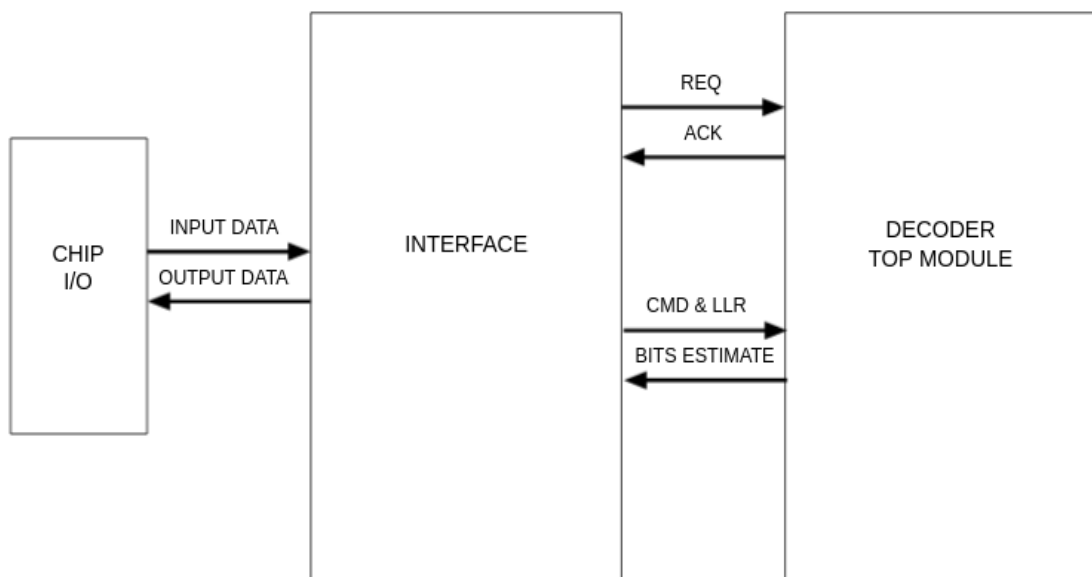 CHIP
I/O
INPUT DATA
OUTPUT DATA
INTERFACE
REQ
ACK
CMD & LLR
BITS ESTIMATE
DECODER
TOP MODULE